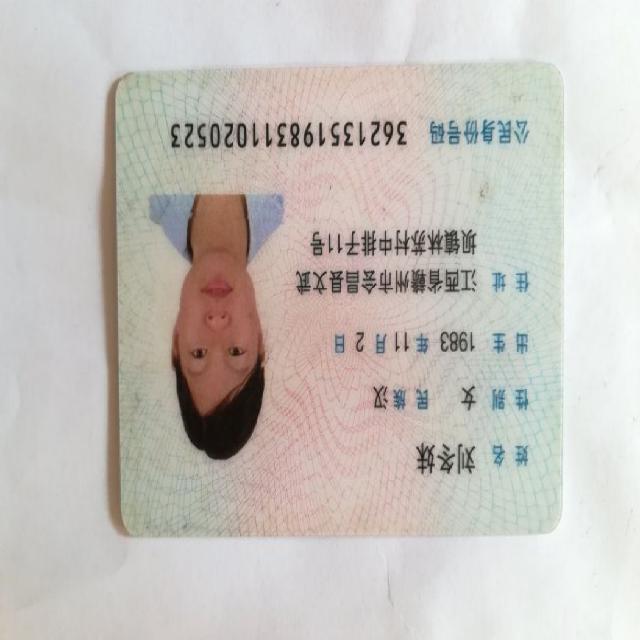 姓名 刘冬妹
性别 女 民族 汉
出生 1983 年 11 月 2 日
住址 江西省赣州市会昌县文武
坝镇林苏村中排子11号
公民身份号码 362135198311020523